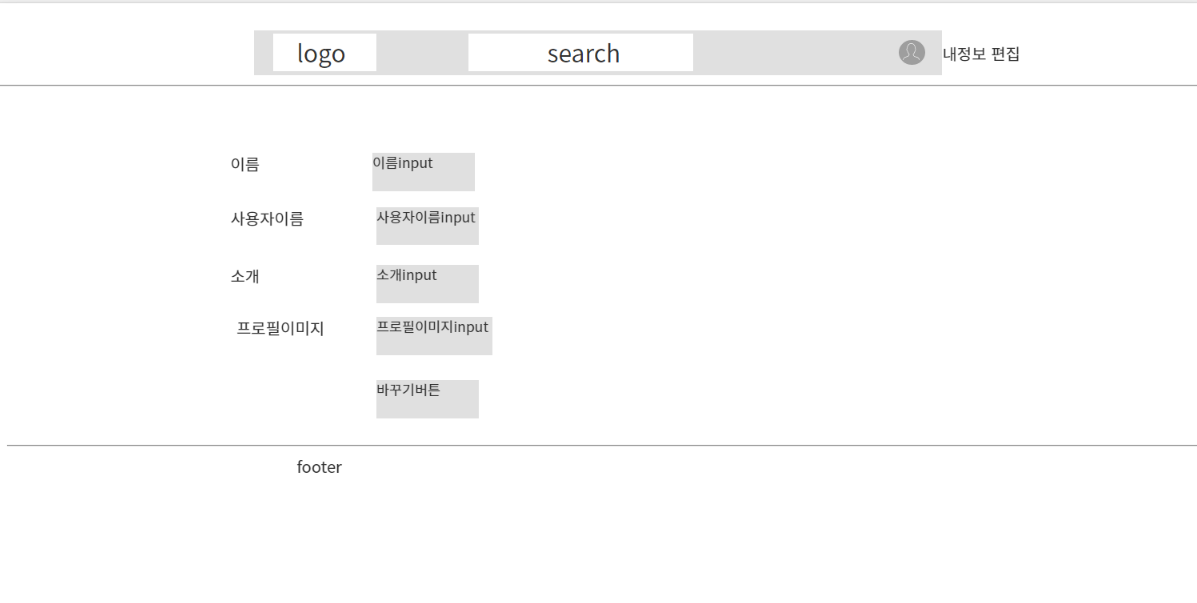 logo
search
내정보 편집
이름
이름input
사용자이름
사용자이름input
소개
소개input
프로필이미지
프로필이미지input
바꾸기버튼
footer